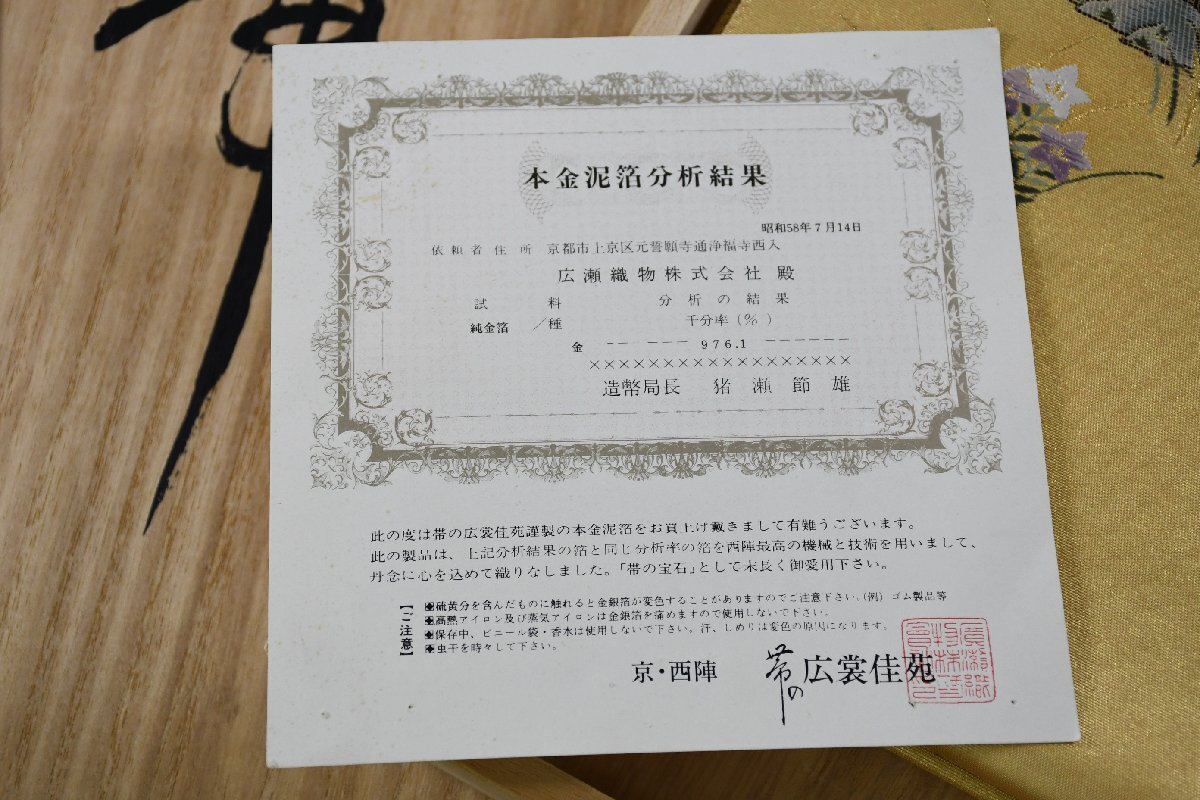 本金泥箔分析結果
昭和58年7月14日
依頼者住所 京都市上京区元誓願寺通浄福寺西入
広瀬織物株式会社 殿
試料 分析の結果
純金箔 /種 千分率(%)
金 ―― ―― 976.1 ――――――
××××××××××××××××××
造幣局長 猪瀬節雄
此の度は帯の広裳佳苑謹製の本金泥箔をお買上げ戴きまして有難うございます。
此の製品は、上記分析結果の箔と同じ分析率の箔を西陣最高の機械と技術を用いまして、
丹念に心を込めて織りなしました。「帯の宝石」として末長く御愛用下さい。
【ご注意】
硫黄分を含んだものに触れると金銀箔が変色することがありますのでご注意下さい。(例)ゴム製品等
高熱アイロン及び蒸気アイロンは金銀箔を痛めますので使用しないで下さい。
保存中、ビニール袋・香水は使用しないで下さい。汗、しめりは変色の原因になります。
虫干を時々して下さい。
京・西陣 帯の広裳佳苑